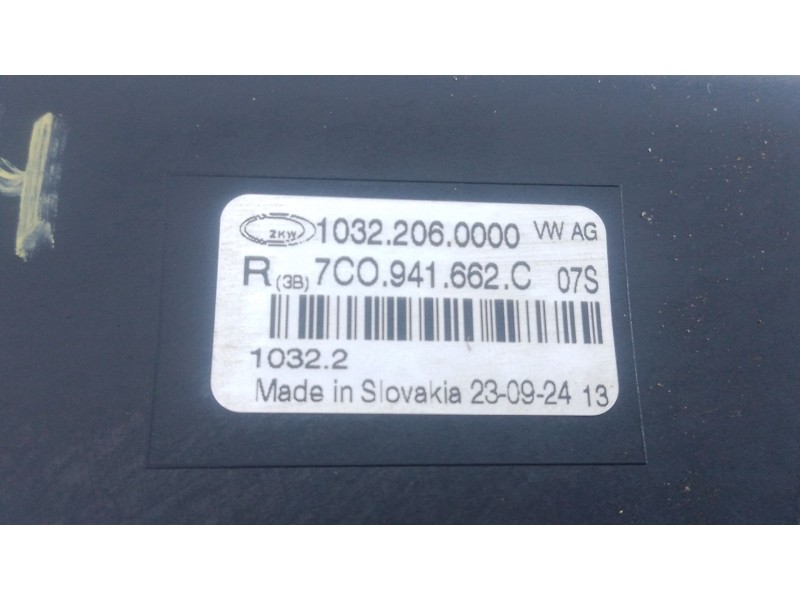 2KW 1032.206.0000 VW AG
R (3B) 7CO.941.662.C 07S
1032.2
Made in Slovakia 23-09-24 13